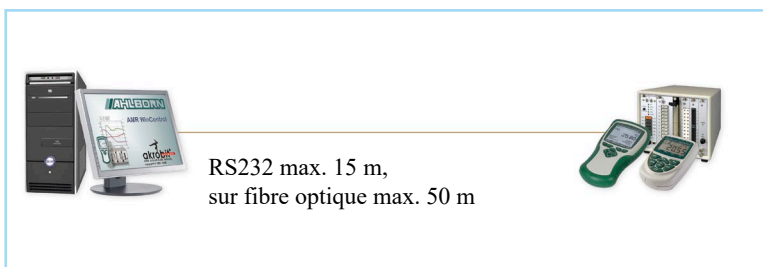 AHLBORN
AMR WinControl
akrobit
RS232 max. 15 m,
sur fibre optique max. 50 m